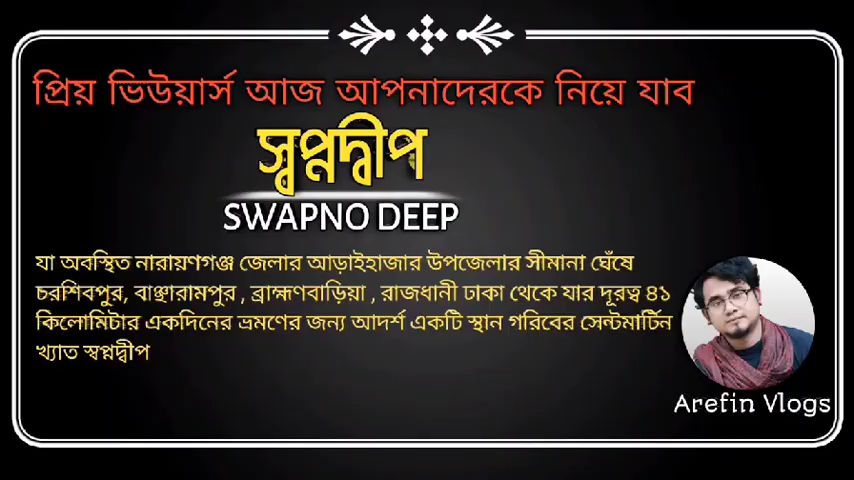 প্রিয় ভিউয়ার্স আজ আপনাদেরকে নিয়ে যাব
স্বপ্নদ্বীপ
SWAPNO DEEP
যা অবস্থিত নারায়ণগঞ্জ জেলার আড়াইহাজার উপজেলার সীমানা ঘেঁষে
চরশিবপুর, বাঞ্ছারামপুর , ব্রাহ্মণবাড়িয়া , রাজধানী ঢাকা থেকে যার দূরত্ব ৪১
কিলোমিটার একদিনের ভ্রমণের জন্য আদর্শ একটি স্থান গরিবের সেন্টমার্টিন
খ্যাত স্বপ্নদ্বীপ
Arefin Vlogs